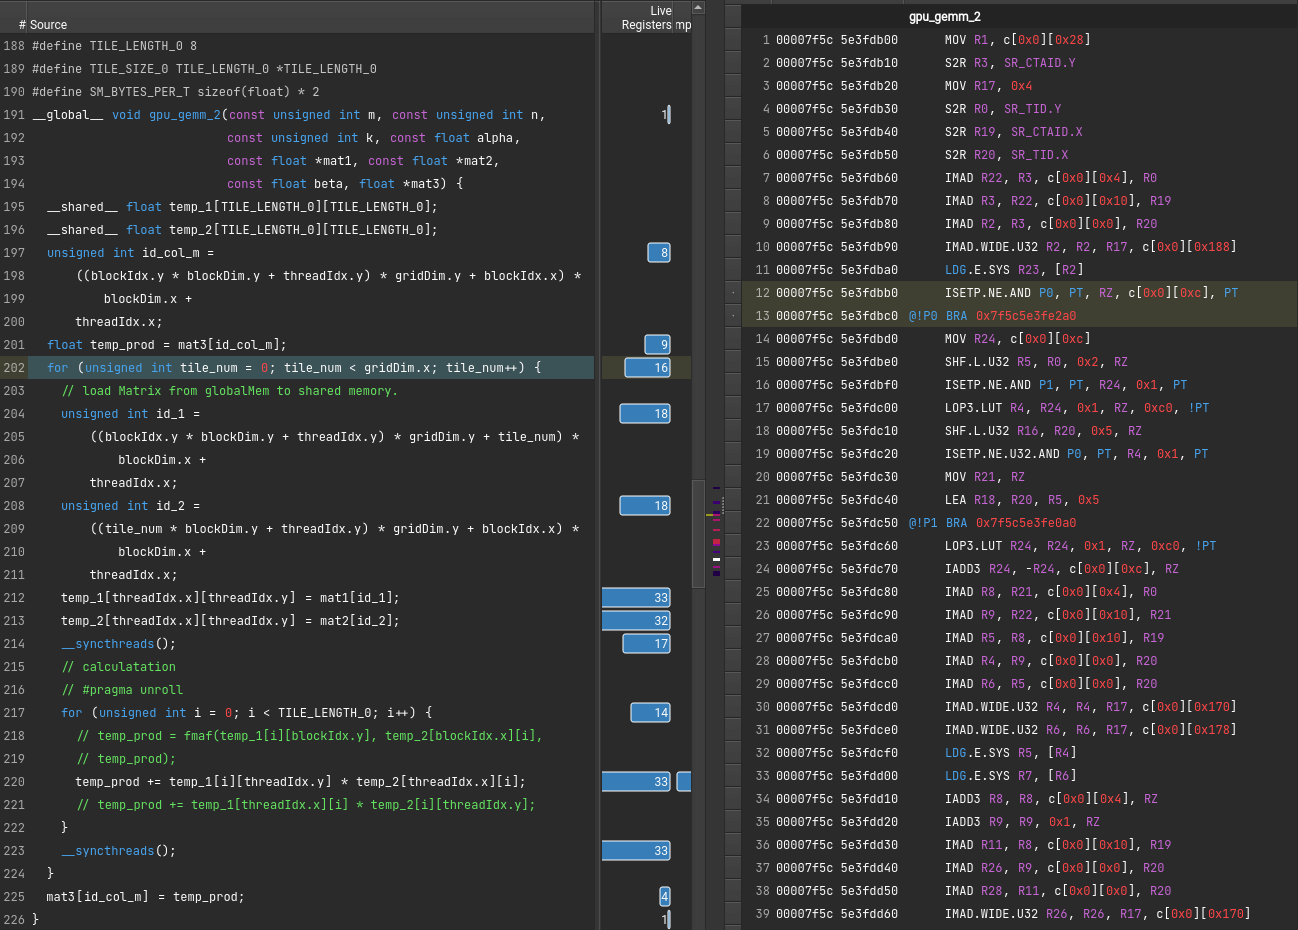 # Source
Live
Registers mp
188 #define TILE_LENGTH_0 8
189 #define TILE_SIZE_0 TILE_LENGTH_0 *TILE_LENGTH_0
190 #define SM_BYTES_PER_T sizeof(float) * 2
191 __global__ void gpu_gemm_2(const unsigned int m, const unsigned int n, 1
192 const unsigned int k, const float alpha,
193 const float *mat1, const float *mat2,
194 const float beta, float *mat3) {
195 __shared__ float temp_1[TILE_LENGTH_0][TILE_LENGTH_0];
196 __shared__ float temp_2[TILE_LENGTH_0][TILE_LENGTH_0];
197 unsigned int id_col_m = 8
198 ((blockIdx.y * blockDim.y + threadIdx.y) * gridDim.y + blockIdx.x) *
199 blockDim.x +
200 threadIdx.x;
201 float temp_prod = mat3[id_col_m]; 9
202 for (unsigned int tile_num = 0; tile_num < gridDim.x; tile_num++) { 16
203 // load Matrix from globalMem to shared memory.
204 unsigned int id_1 = 18
205 ((blockIdx.y * blockDim.y + threadIdx.y) * gridDim.y + tile_num) *
206 blockDim.x +
207 threadIdx.x;
208 unsigned int id_2 = 18
209 ((tile_num * blockDim.y + threadIdx.y) * gridDim.y + blockIdx.x) *
210 blockDim.x +
211 threadIdx.x;
212 temp_1[threadIdx.x][threadIdx.y] = mat1[id_1]; 33
213 temp_2[threadIdx.x][threadIdx.y] = mat2[id_2]; 32
214 __syncthreads(); 17
215 // calculatation
216 // #pragma unroll
217 for (unsigned int i = 0; i < TILE_LENGTH_0; i++) { 14
218 // temp_prod = fmaf(temp_1[i][blockIdx.y], temp_2[blockIdx.x][i],
219 // temp_prod);
220 temp_prod += temp_1[i][threadIdx.y] * temp_2[threadIdx.x][i]; 33
221 // temp_prod += temp_1[threadIdx.x][i] * temp_2[i][threadIdx.y];
222 }
223 __syncthreads(); 33
224 }
225 mat3[id_col_m] = temp_prod; 4
226 } 1
gpu_gemm_2
1 00007f5c 5e3fdb00 MOV R1, c[0x0][0x28]
2 00007f5c 5e3fdb10 S2R R3, SR_CTAID.Y
3 00007f5c 5e3fdb20 MOV R17, 0x4
4 00007f5c 5e3fdb30 S2R R0, SR_TID.Y
5 00007f5c 5e3fdb40 S2R R19, SR_CTAID.X
6 00007f5c 5e3fdb50 S2R R20, SR_TID.X
7 00007f5c 5e3fdb60 IMAD R22, R3, c[0x0][0x4], R0
8 00007f5c 5e3fdb70 IMAD R3, R22, c[0x0][0x10], R19
9 00007f5c 5e3fdb80 IMAD R2, R3, c[0x0][0x0], R20
10 00007f5c 5e3fdb90 IMAD.WIDE.U32 R2, R2, R17, c[0x0][0x188]
11 00007f5c 5e3fdba0 LDG.E.SYS R23, [R2]
12 00007f5c 5e3fdbb0 ISETP.NE.AND P0, PT, RZ, c[0x0][0xc], PT
13 00007f5c 5e3fdbc0 @!P0 BRA 0x7f5c5e3fe2a0
14 00007f5c 5e3fdbd0 MOV R24, c[0x0][0xc]
15 00007f5c 5e3fdbe0 SHF.L.U32 R5, R0, 0x2, RZ
16 00007f5c 5e3fdbf0 ISETP.NE.AND P1, PT, R24, 0x1, PT
17 00007f5c 5e3fdc00 LOP3.LUT R4, R24, 0x1, RZ, 0xc0, !PT
18 00007f5c 5e3fdc10 SHF.L.U32 R16, R20, 0x5, RZ
19 00007f5c 5e3fdc20 ISETP.NE.U32.AND P0, PT, R4, 0x1, PT
20 00007f5c 5e3fdc30 MOV R21, RZ
21 00007f5c 5e3fdc40 LEA R18, R20, R5, 0x5
22 00007f5c 5e3fdc50 @!P1 BRA 0x7f5c5e3fe0a0
23 00007f5c 5e3fdc60 LOP3.LUT R24, R24, 0x1, RZ, 0xc0, !PT
24 00007f5c 5e3fdc70 IADD3 R24, -R24, c[0x0][0xc], RZ
25 00007f5c 5e3fdc80 IMAD R8, R21, c[0x0][0x4], R0
26 00007f5c 5e3fdc90 IMAD R9, R22, c[0x0][0x10], R21
27 00007f5c 5e3fdca0 IMAD R5, R8, c[0x0][0x10], R19
28 00007f5c 5e3fdcb0 IMAD R4, R9, c[0x0][0x0], R20
29 00007f5c 5e3fdcc0 IMAD R6, R5, c[0x0][0x0], R20
30 00007f5c 5e3fdcd0 IMAD.WIDE.U32 R4, R4, R17, c[0x0][0x170]
31 00007f5c 5e3fdce0 IMAD.WIDE.U32 R6, R6, R17, c[0x0][0x178]
32 00007f5c 5e3fdcf0 LDG.E.SYS R5, [R4]
33 00007f5c 5e3fdd00 LDG.E.SYS R7, [R6]
34 00007f5c 5e3fdd10 IADD3 R8, R8, c[0x0][0x4], RZ
35 00007f5c 5e3fdd20 IADD3 R9, R9, 0x1, RZ
36 00007f5c 5e3fdd30 IMAD R11, R8, c[0x0][0x10], R19
37 00007f5c 5e3fdd40 IMAD R26, R9, c[0x0][0x0], R20
38 00007f5c 5e3fdd50 IMAD R28, R11, c[0x0][0x0], R20
39 00007f5c 5e3fdd60 IMAD.WIDE.U32 R26, R26, R17, c[0x0][0x170]